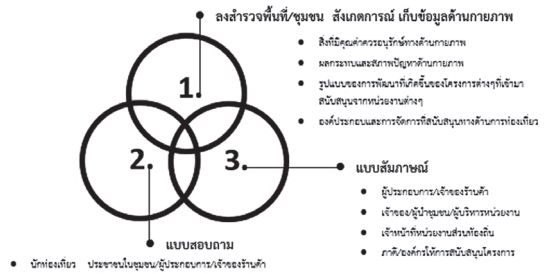 ลงสำรวจพื้นที่/ชุมชน สังเกตการณ์ เก็บข้อมูลด้านกายภาพ
• สิ่งที่มีคุณค่าควรอนุรักษ์ทางด้านกายภาพ
• ผลกระทบและสภาพปัญหาด้านกายภาพ
• รูปแบบของการพัฒนาที่เกิดขึ้นของโครงการต่างๆที่เข้ามา
สนับสนุนจากหน่วยงานต่างๆ
• องค์ประกอบและการจัดการที่สนับสนุนทางด้านการท่องเที่ยว
1.
2.
3.
แบบสัมภาษณ์
• ผู้ประกอบการ/เจ้าของร้านค้า
• เจ้าของ/ผู้นำชุมชน/ผู้บริหารหน่วยงาน
• เจ้าหน้าที่หน่วยงานส่วนท้องถิ่น
• ภาคี/องค์กรให้การสนับสนุนโครงการ
แบบสอบถาม
• นักท่องเที่ยว ประชาชนในชุมชน/ผู้ประกอบการ/เจ้าของร้านค้า